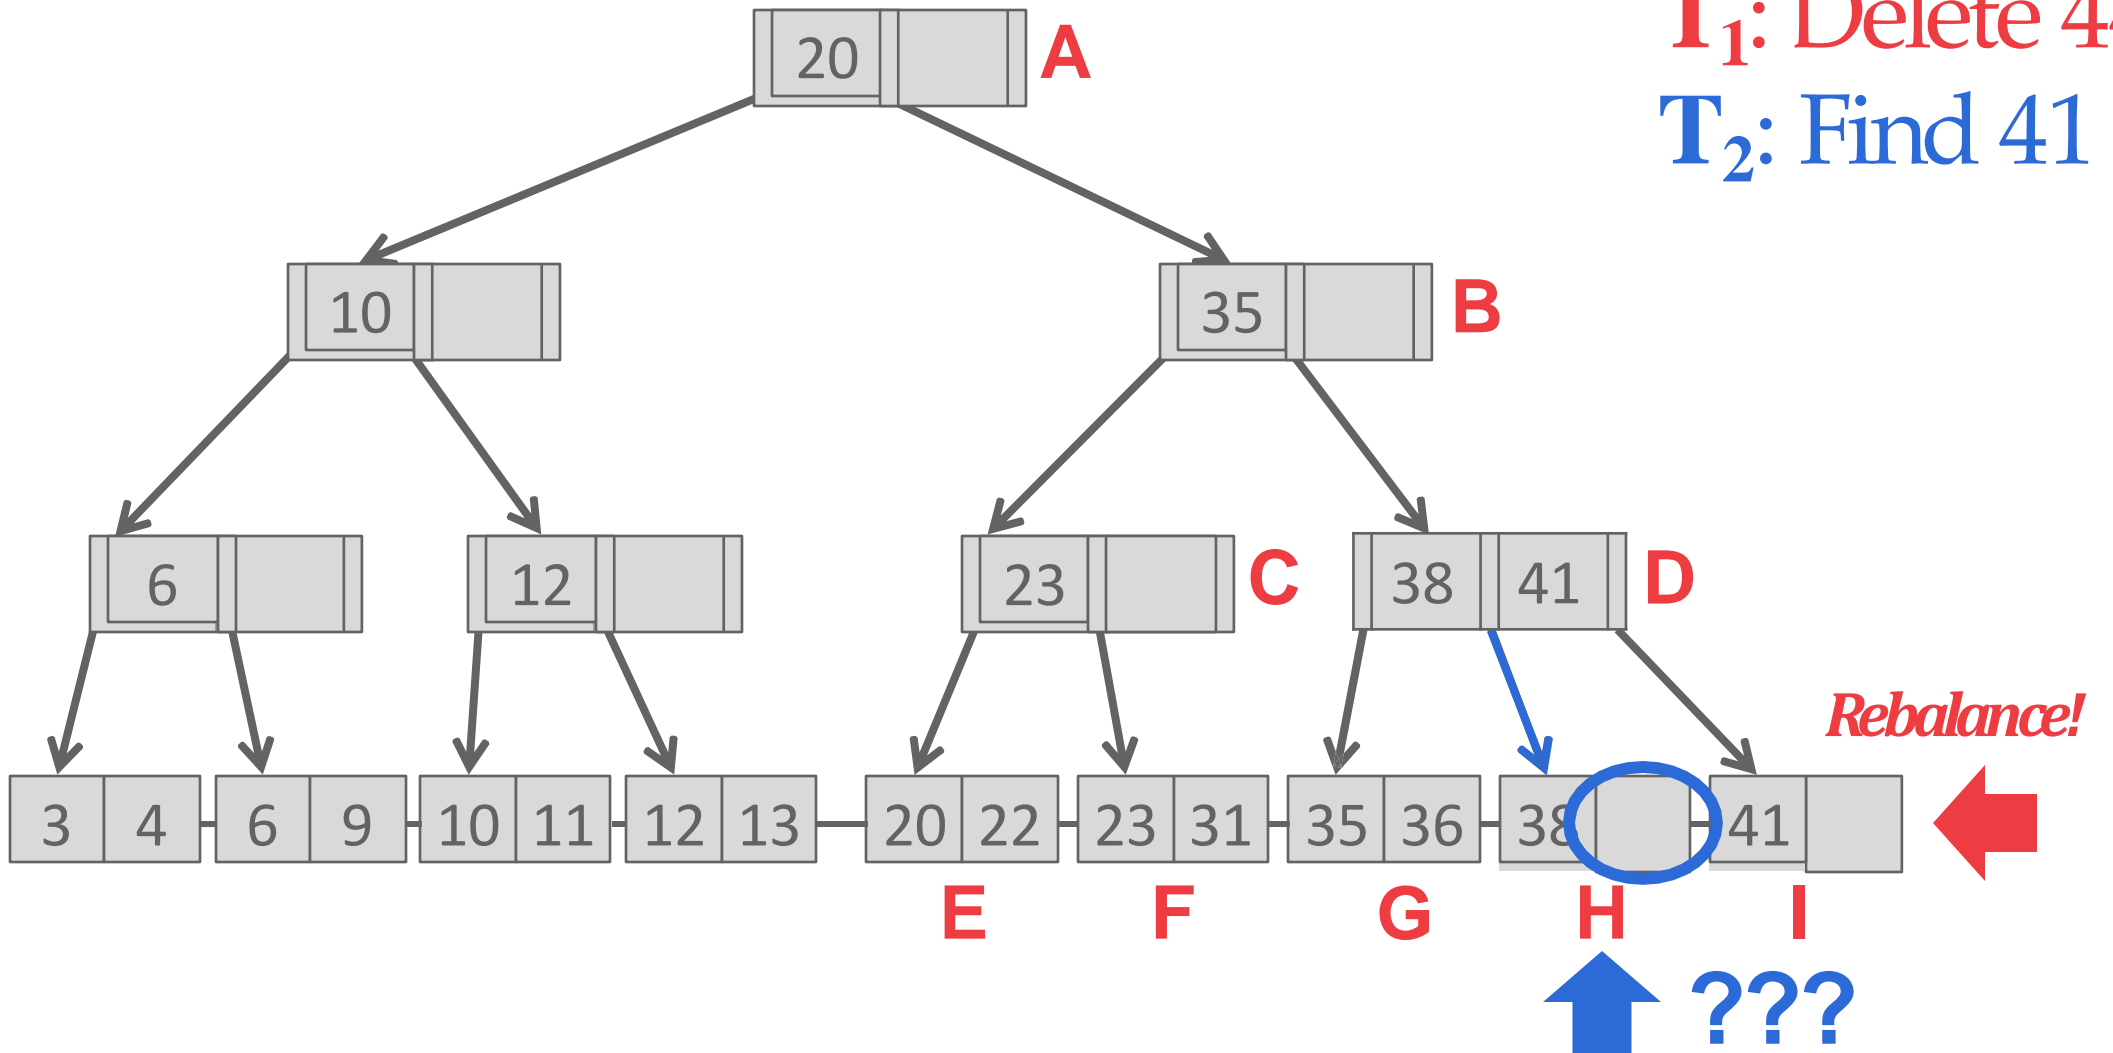 T1: Delete 44
T2: Find 41
20 A
10
35 B
6
12
23 C
38 41 D
Rebalance!
3 4 6 9 10 11 12 13 20 22 23 31 35 36 38 41
E F G H I
???